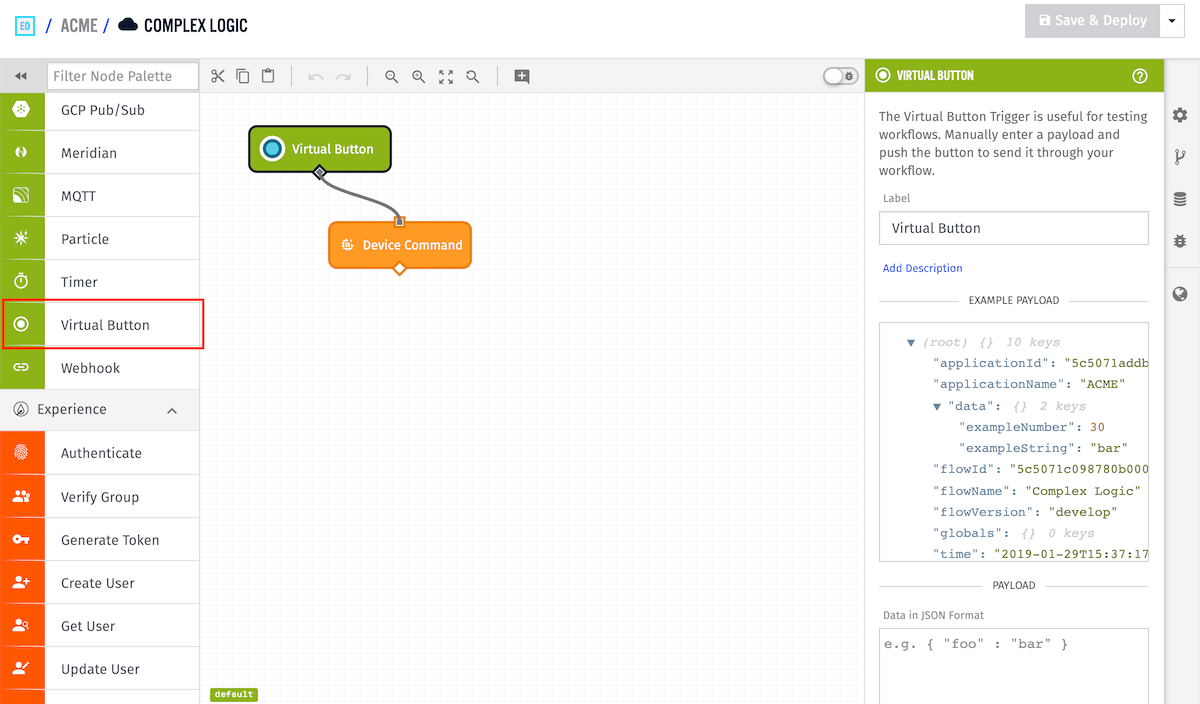 EO / ACME / COMPLEX LOGIC
Save & Deploy
Filter Node Palette
GCP Pub/Sub
Meridian
MQTT
Particle
Timer
Virtual Button
Webhook
Experience
Authenticate
Verify Group
Generate Token
Create User
Get User
Update User
Virtual Button
Device Command
default
VIRTUAL BUTTON
The Virtual Button Trigger is useful for testing
workflows. Manually enter a payload and
push the button to send it through your
workflow.
Label
Virtual Button
Add Description
EXAMPLE PAYLOAD
(root) {} 10 keys
"applicationId": "5c5071addb
"applicationName": "ACME"
"data": {} 2 keys
"exampleNumber": 30
"exampleString": "bar"
"flowId": "5c5071c098780b000
"flowName": "Complex Logic"
"flowVersion": "develop"
"globals": {} 0 keys
"time": "2019-01-29T15:37:17
PAYLOAD
Data in JSON Format
e.g. { "foo" : "bar" }